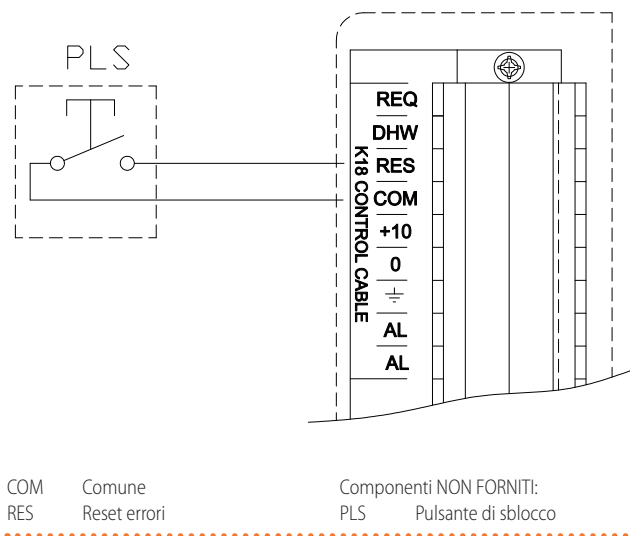 PLS
K18 CONTROL CABLE
REQ
DHW
RES
COM
+10
0
AL
AL
COM Comune
RES Reset errori
Componenti NON FORNITI:
PLS Pulsante di sblocco